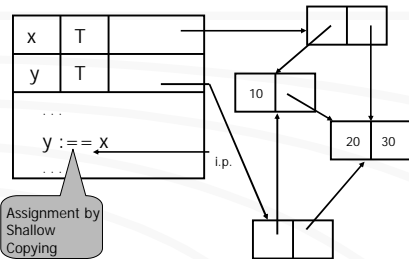 x T
y T
. . .
y :== x
. . .
i.p.
Assignment by
Shallow
Copying
10
20 30